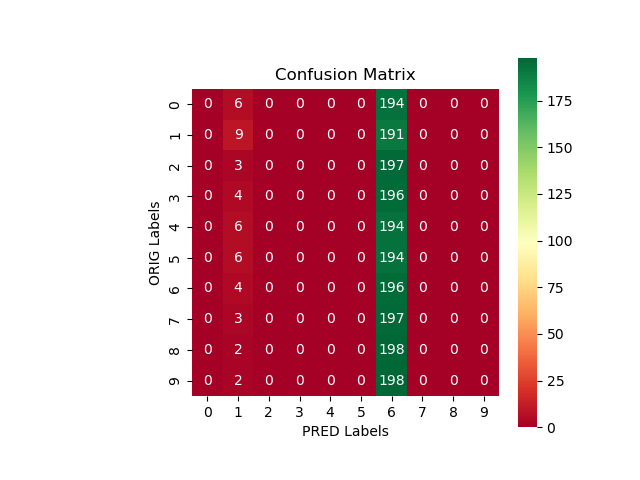 Confusion Matrix
ORIG Labels
0 0 6 0 0 0 0 194 0 0 0
1 0 9 0 0 0 0 191 0 0 0
2 0 3 0 0 0 0 197 0 0 0
3 0 4 0 0 0 0 196 0 0 0
4 0 6 0 0 0 0 194 0 0 0
5 0 6 0 0 0 0 194 0 0 0
6 0 4 0 0 0 0 196 0 0 0
7 0 3 0 0 0 0 197 0 0 0
8 0 2 0 0 0 0 198 0 0 0
9 0 2 0 0 0 0 198 0 0 0
0 1 2 3 4 5 6 7 8 9
PRED Labels
175
150
125
100
75
50
25
0